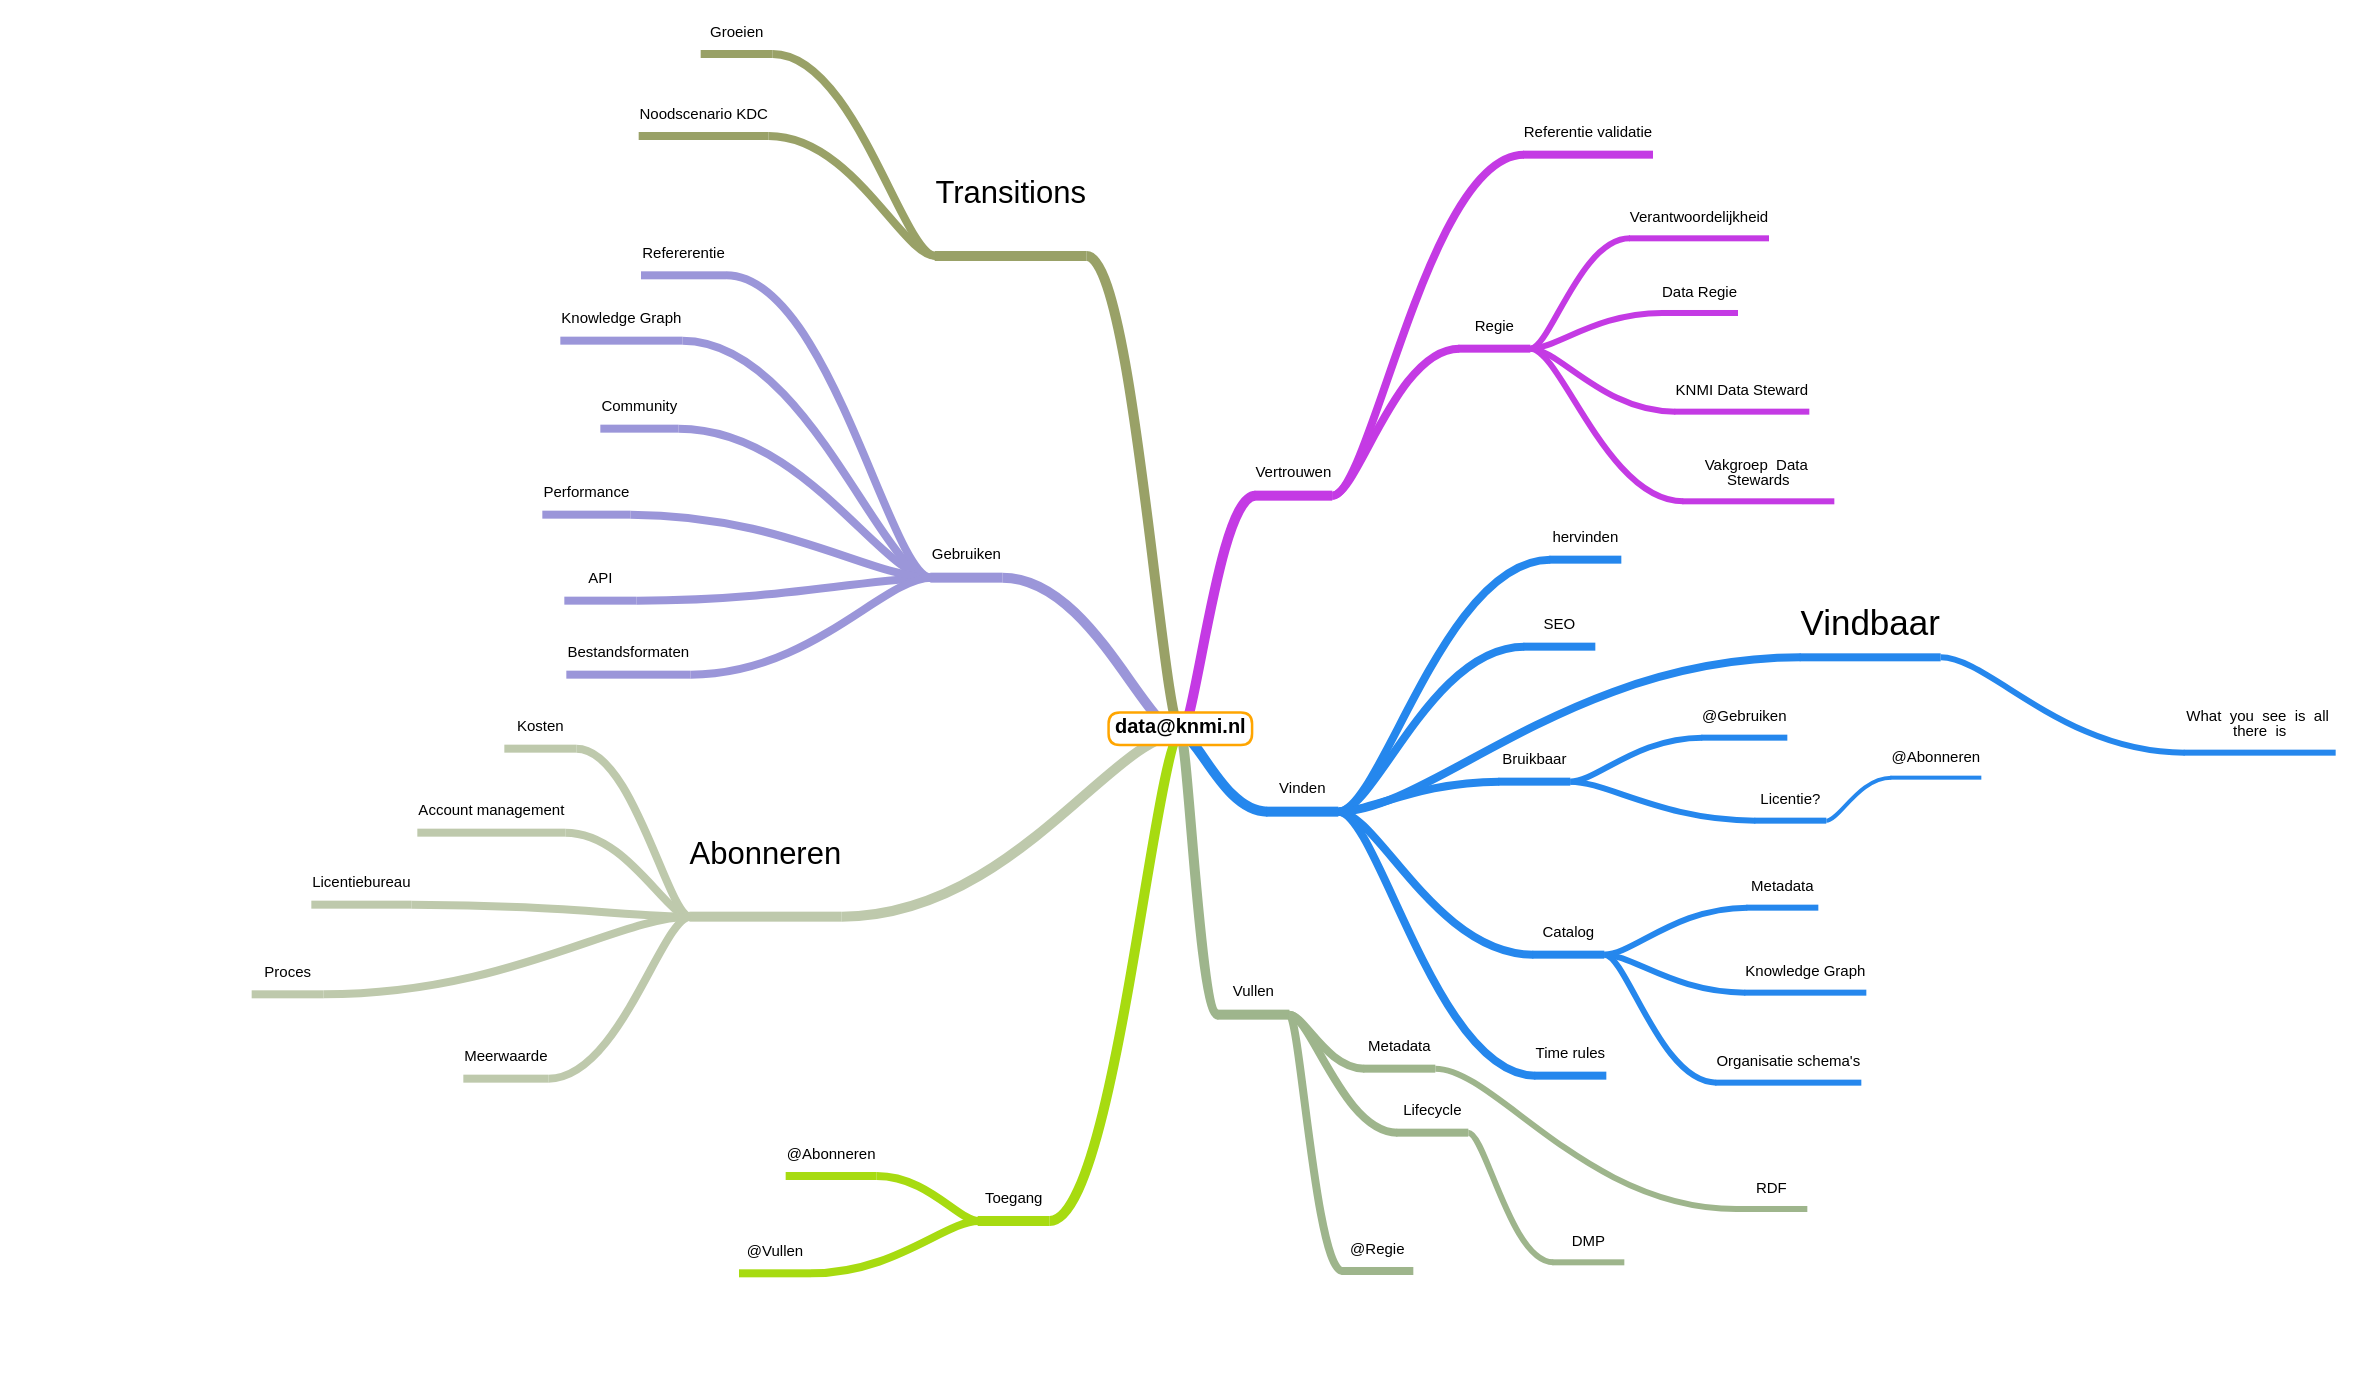 Groeien
Noodscenario KDC
Transitions
Refererentie
Knowledge Graph
Community
Performance
API
Bestandsformaten
Gebruiken
Kosten
Account management
Licentiebureau
Proces
Meerwaarde
Abonneren
@Abonneren
@Vullen
Toegang
data@knmi.nl
Vertrouwen
Referentie validatie
Regie
Verantwoordelijkheid
Data Regie
KNMI Data Steward
Vakgroep Data
Stewards
Vinden
hervinden
SEO
Vindbaar
What you see is all
there is
Bruikbaar
@Gebruiken
Licentie?
@Abonneren
Catalog
Metadata
Knowledge Graph
Organisatie schema's
Time rules
Vullen
Metadata
RDF
Lifecycle
DMP
@Regie